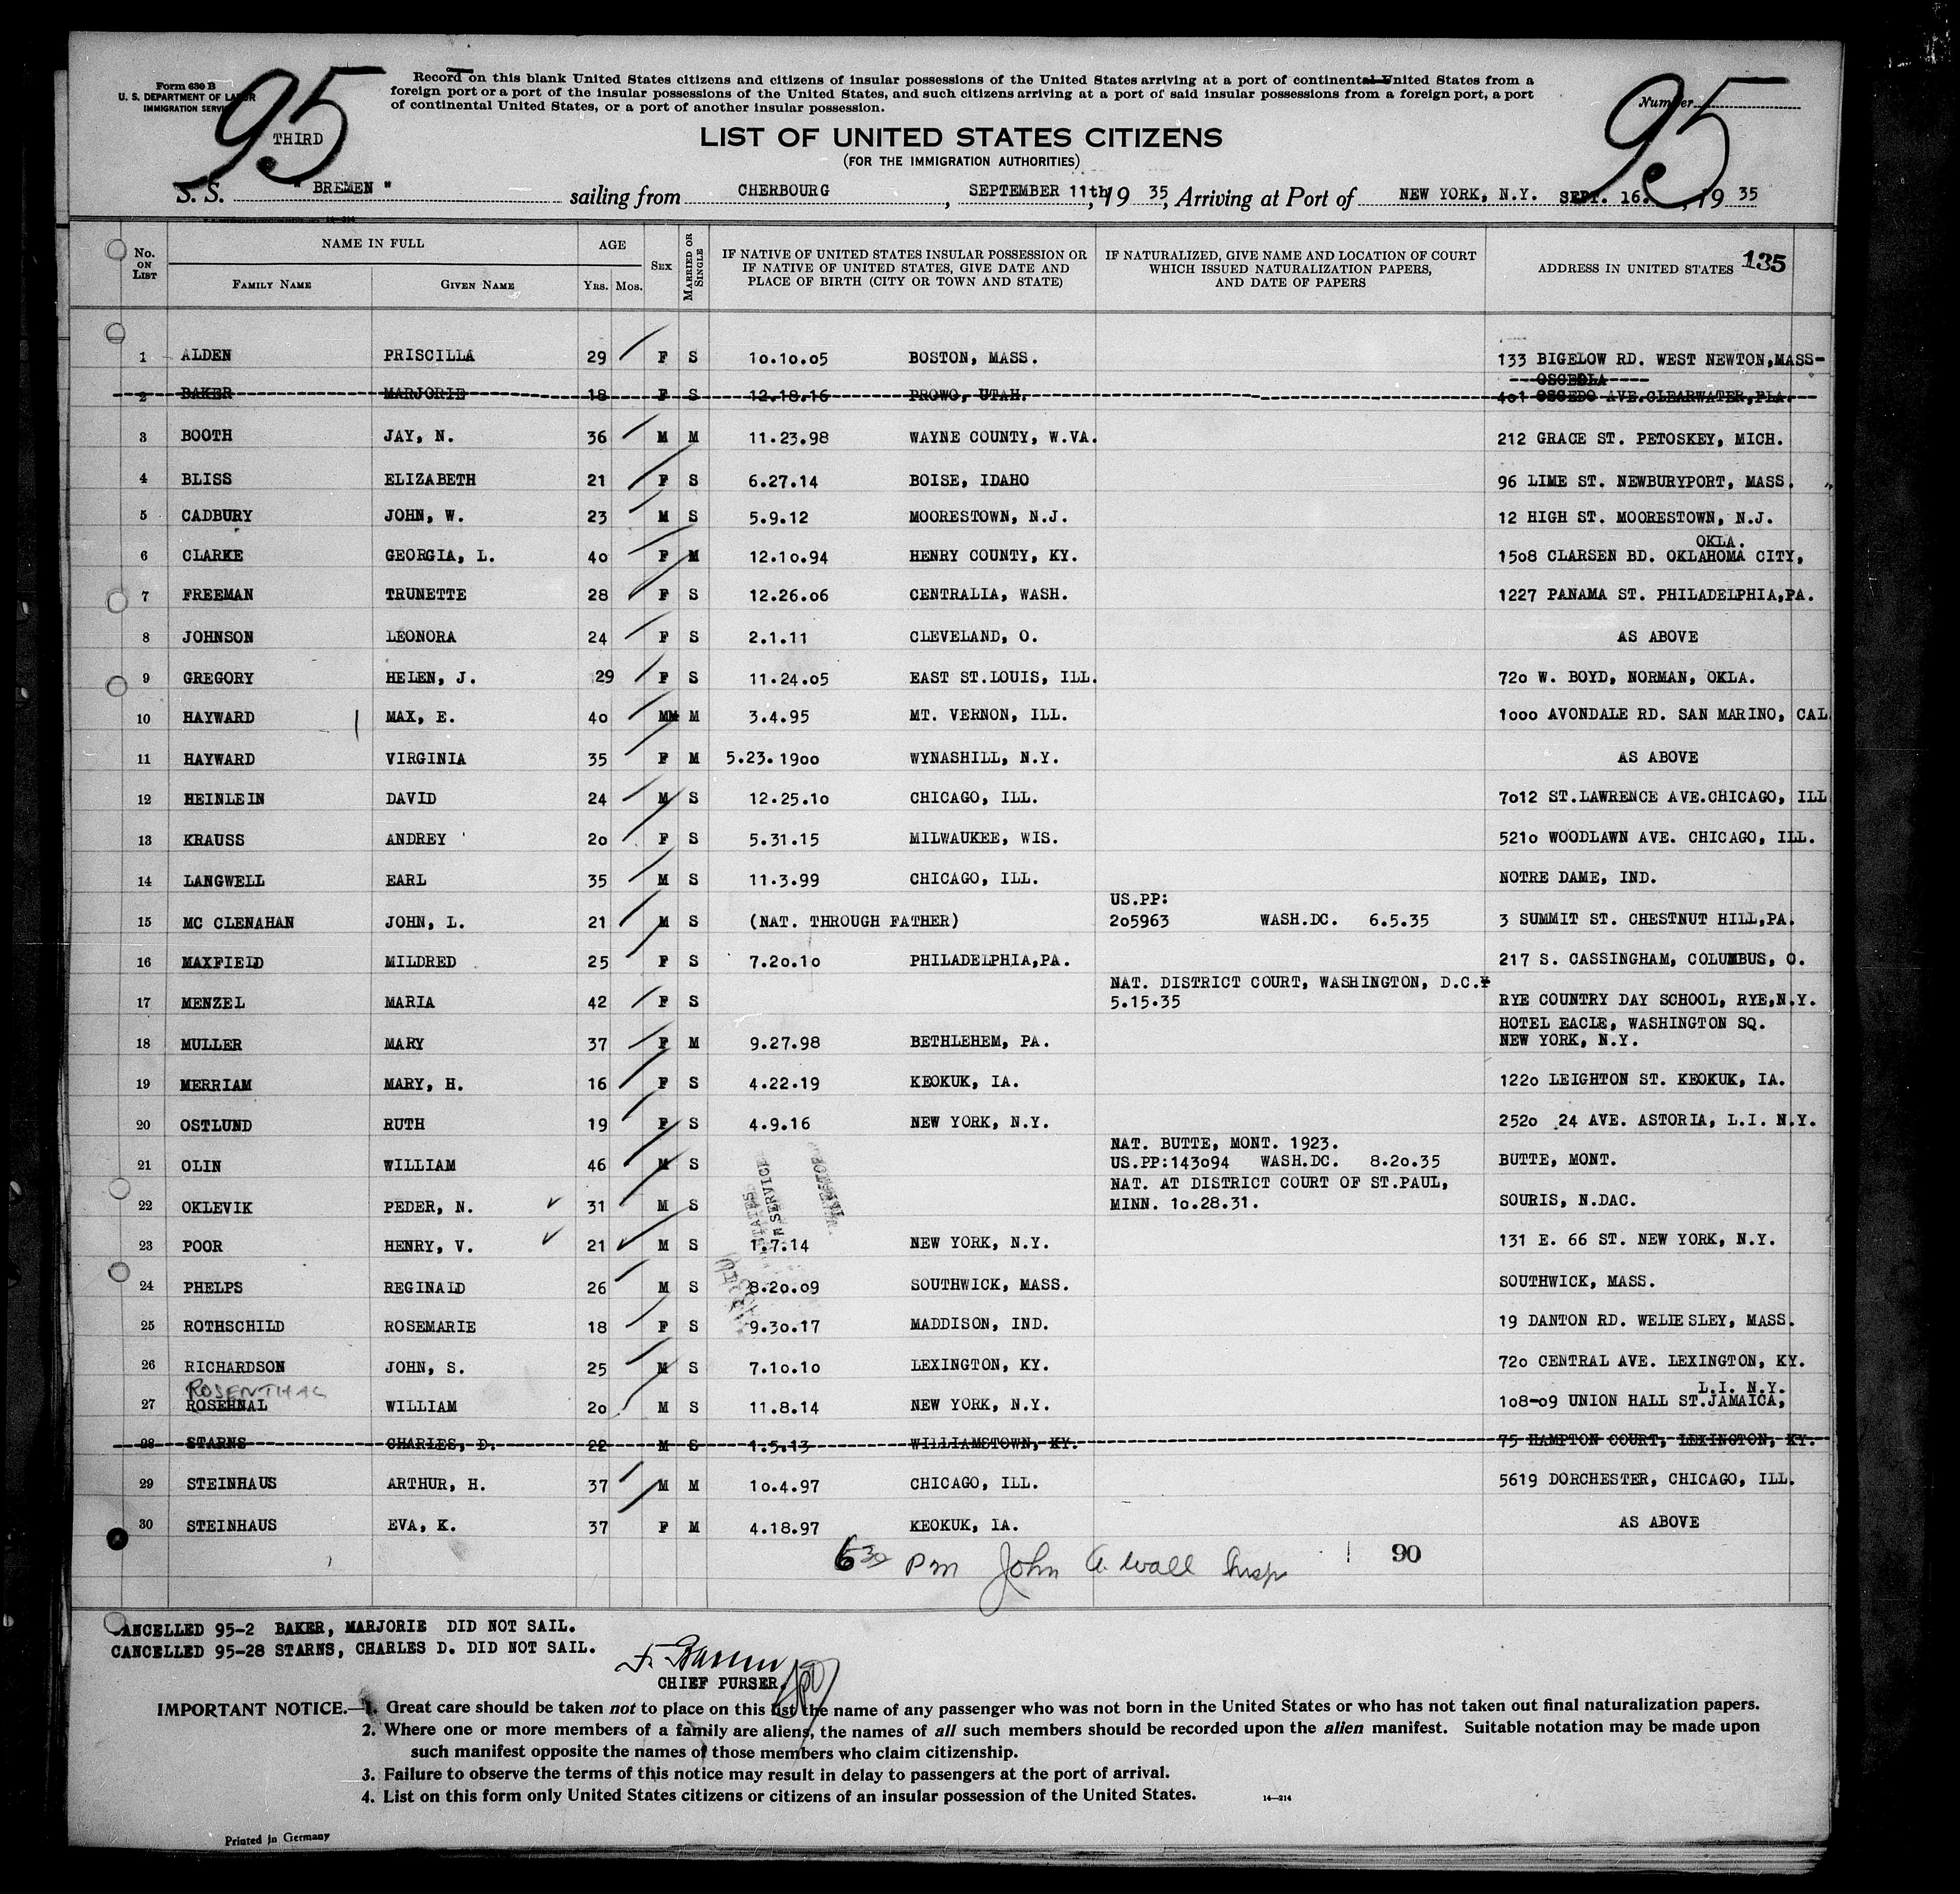 95
95
Form 630 B
U. S. DEPARTMENT OF LABOR
IMMIGRATION SERVICE
THIRD
Record on this blank United States citizens and citizens of insular possessions of the United States arriving at a port of continental United States from a
foreign port or a port of the insular possessions of the United States, and such citizens arriving at a port of said insular possessions from a foreign port, a port
of continental United States, or a port of another insular possession.
Number
LIST OF UNITED STATES CITIZENS
(FOR THE IMMIGRATION AUTHORITIES)
S. S. " BREMEN " sailing from CHERBOURG, SEPTEMBER 11th, 19 35, Arriving at Port of NEW YORK, N.Y. SEPT. 16., 19 35
No. ON LIST
NAME IN FULL
FAMILY NAME GIVEN NAME
AGE
YRS. MOS.
SEX
MARRIED OR SINGLE
IF NATIVE OF UNITED STATES INSULAR POSSESSION OR
IF NATIVE OF UNITED STATES, GIVE DATE AND
PLACE OF BIRTH (CITY OR TOWN AND STATE)
IF NATURALIZED, GIVE NAME AND LOCATION OF COURT
WHICH ISSUED NATURALIZATION PAPERS,
AND DATE OF PAPERS
ADDRESS IN UNITED STATES 135
1 ALDEN PRISCILLA 29 F S 10.10.05 BOSTON, MASS. 133 BIGELOW RD. WEST NEWTON,MASS-
OSCEOLA
2 BAKER MARJORIE 18 F S 12.18.16 PROWO, UTAH. 401 OSCEDO AVE.CLEARWATER,FLA.
3 BOOTH JAY, N. 36 M M 11.23.98 WAYNE COUNTY, W.VA. 212 GRACE ST. PETOSKEY, MICH.
4 BLISS ELIZABETH 21 F S 6.27.14 BOISE, IDAHO 96 LIME ST. NEWBURYPORT, MASS.
5 CADBURY JOHN, W. 23 M S 5.9.12 MOORESTOWN, N.J. 12 HIGH ST. MOORESTOWN, N.J.
OKLA.
6 CLARKE GEORGIA, L. 40 F M 12.10.94 HENRY COUNTY, KY. 1508 CLARSEN BD. OKLAHOMA CITY,
7 FREEMAN TRUNETTE 28 F S 12.26.06 CENTRALIA, WASH. 1227 PANAMA ST. PHILADELPHIA,PA.
8 JOHNSON LEONORA 24 F S 2.1.11 CLEVELAND, O. AS ABOVE
9 GREGORY HELEN, J. 29 F S 11.24.05 EAST ST.LOUIS, ILL. 720 W. BOYD, NORMAN, OKLA.
10 HAYWARD MAX, E. 40 MM M 3.4.95 MT. VERNON, ILL. 1000 AVONDALE RD. SAN MARINO, CAL
11 HAYWARD VIRGINIA 35 F M 5.23.1900 WYNASHILL, N.Y. AS ABOVE
12 HEINLEIN DAVID 24 M S 12.25.10 CHICAGO, ILL. 7012 ST.LAWRENCE AVE.CHICAGO, ILL
13 KRAUSS ANDREY 20 F S 5.31.15 MILWAUKEE, WIS. 5210 WOODLAWN AVE. CHICAGO, ILL.
14 LANGWELL EARL 35 M S 11.3.99 CHICAGO, ILL. NOTRE DAME, IND.
US.PP:
15 MC CLENAHAN JOHN, L. 21 M S (NAT. THROUGH FATHER) 205963 WASH.DC. 6.5.35 3 SUMMIT ST. CHESTNUT HILL,PA.
16 MAXFIELD MILDRED 25 F S 7.20.10 PHILADELPHIA,PA. 217 S. CASSINGHAM, COLUMBUS, O.
NAT. DISTRICT COURT, WASHINGTON, D.C.
17 MENZEL MARIA 42 F S 5.15.35 RYE COUNTRY DAY SCHOOL, RYE,N.Y.
HOTEL EACLE, WASHINGTON SQ.
18 MULLER MARY 37 F M 9.27.98 BETHLEHEM, PA. NEW YORK, N.Y.
19 MERRIAM MARY, H. 16 F S 4.22.19 KEOKUK, IA. 1220 LEIGHTON ST. KEOKUK, IA.
20 OSTLUND RUTH 19 F S 4.9.16 NEW YORK, N.Y. 2520 24 AVE. ASTORIA, L.I. N.Y.
NAT. BUTTE, MONT. 1923.
21 OLIN WILLIAM 46 M S US.PP:143094 WASH.DC. 8.20.35 BUTTE, MONT.
NAT. AT DISTRICT COURT OF ST.PAUL,
22 OKLEVIK PEDER, N. 31 M S MINN. 10.28.31. SOURIS, N.DAC.
23 POOR HENRY, V. 21 M S 1.7.14 NEW YORK, N.Y. 131 E. 66 ST. NEW YORK, N.Y.
24 PHELPS REGINALD 26 M S 8.20.09 SOUTHWICK, MASS. SOUTHWICK, MASS.
25 ROTHSCHILD ROSEMARIE 18 F S 9.30.17 MADDISON, IND. 19 DANTON RD. WELIESLEY, MASS.
26 RICHARDSON JOHN, S. 25 M S 7.10.10 LEXINGTON, KY. 720 CENTRAL AVE. LEXINGTON, KY.
ROSENTHAL L.I. N.Y.
27 ROSEHNAL WILLIAM 20 M S 11.8.14 NEW YORK, N.Y. 108-09 UNION HALL ST.JAMAICA,
28 STARNS CHARLES, D. 22 M S 1.5.13 WILLIAMSTOWN, KY. 75 HAMPTON COURT, LEXINGTON, KY.
29 STEINHAUS ARTHUR, H. 37 M M 10.4.97 CHICAGO, ILL. 5619 DORCHESTER, CHICAGO, ILL.
30 STEINHAUS EVA, K. 37 F M 4.18.97 KEOKUK, IA. AS ABOVE
6 30 Pm John A Wall Insp 90
CANCELLED 95-2 BAKER, MARJORIE DID NOT SAIL.
CANCELLED 95-28 STARNS, CHARLES D. DID NOT SAIL.
CHIEF PURSER.
IMPORTANT NOTICE.—1. Great care should be taken not to place on this list the name of any passenger who was not born in the United States or who has not taken out final naturalization papers.
2. Where one or more members of a family are aliens, the names of all such members should be recorded upon the alien manifest. Suitable notation may be made upon
such manifest opposite the names of those members who claim citizenship.
3. Failure to observe the terms of this notice may result in delay to passengers at the port of arrival.
4. List on this form only United States citizens or citizens of an insular possession of the United States.
14—214
Printed in Germany